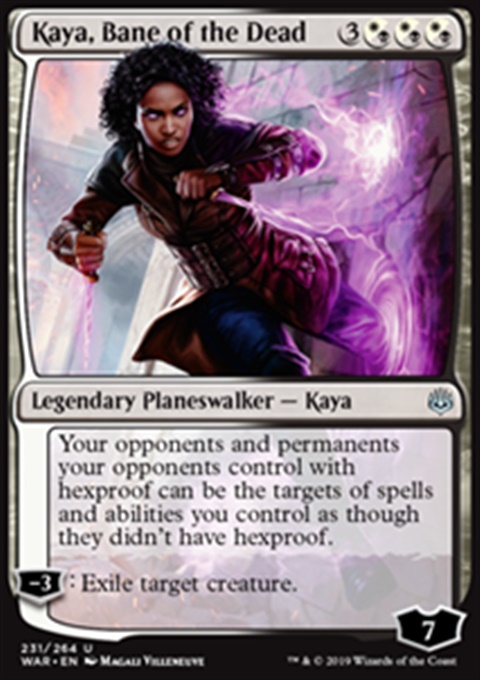 Kaya, Bane of the Dead 3
Legendary Planeswalker — Kaya
Your opponents and permanents
your opponents control with
hexproof can be the targets of spells
and abilities you control as though
they didn't have hexproof.
-3 : Exile target creature.
7
231/264 U
WAR • EN Magali Villeneuve
™ & © 2019 Wizards of the Coast